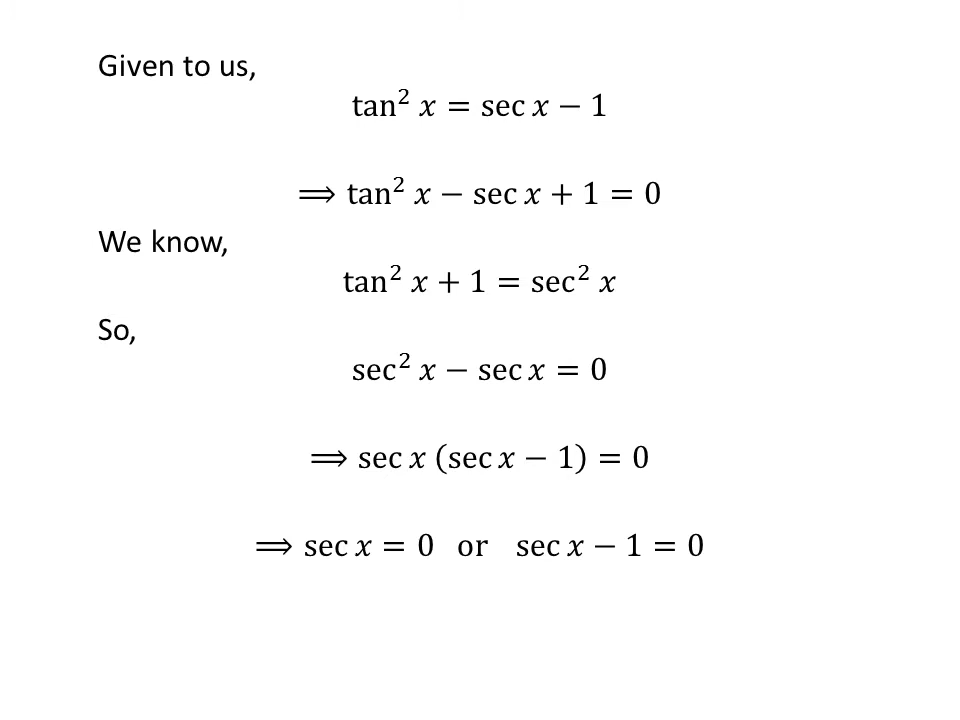 Given to us,
tan² 𝑥 = sec 𝑥 − 1
⟹ tan² 𝑥 − sec 𝑥 + 1 = 0
We know,
tan² 𝑥 + 1 = sec² 𝑥
So,
sec² 𝑥 − sec 𝑥 = 0
⟹ sec 𝑥 (sec 𝑥 − 1) = 0
⟹ sec 𝑥 = 0 or sec 𝑥 − 1 = 0